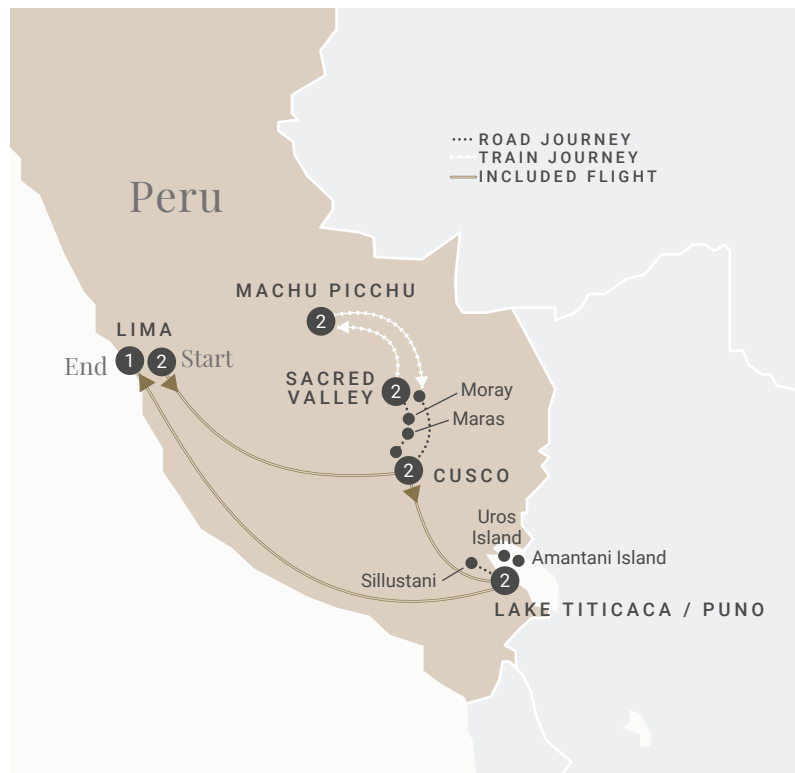 ROAD JOURNEY
TRAIN JOURNEY
INCLUDED FLIGHT
Peru
MACHU PICCHU
2
LIMA
End 1 2 Start
SACRED
VALLEY
2
Moray
Maras
2
CUSCO
Uros
Island
Amantani Island
Sillustani
2
LAKE TITICACA / PUNO